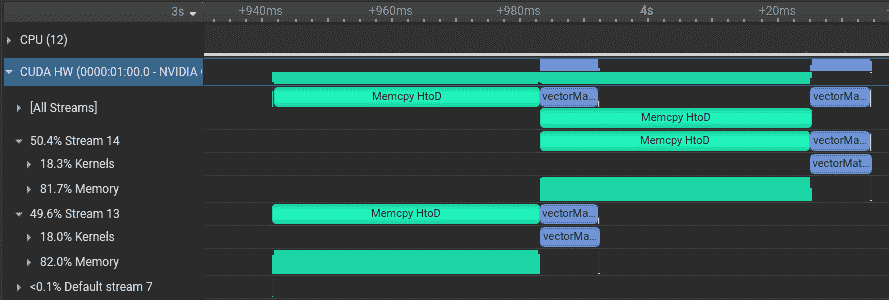 3s +940ms +960ms +980ms 4s +20ms
CPU (12)
CUDA HW (0000:01:00.0 - NVIDIA
[All Streams] Memcpy HtoD vectorMa...
Memcpy HtoD vectorMa...
50.4% Stream 14 Memcpy HtoD vectorMa...
18.3% Kernels vectorMat...
81.7% Memory
49.6% Stream 13 Memcpy HtoD vectorMa...
18.0% Kernels vectorMa...
82.0% Memory
<0.1% Default stream 7